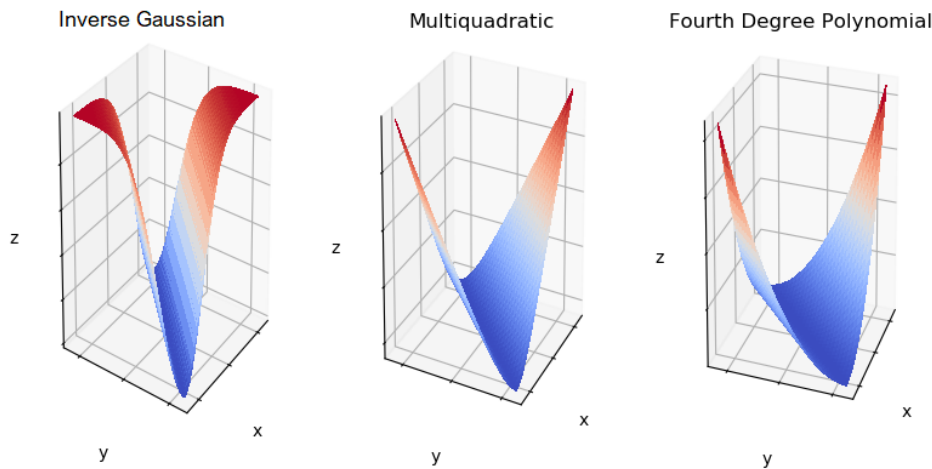 Inverse Gaussian
Multiquadratic
Fourth Degree Polynomial
z
y
x
z
y
x
z
y
x